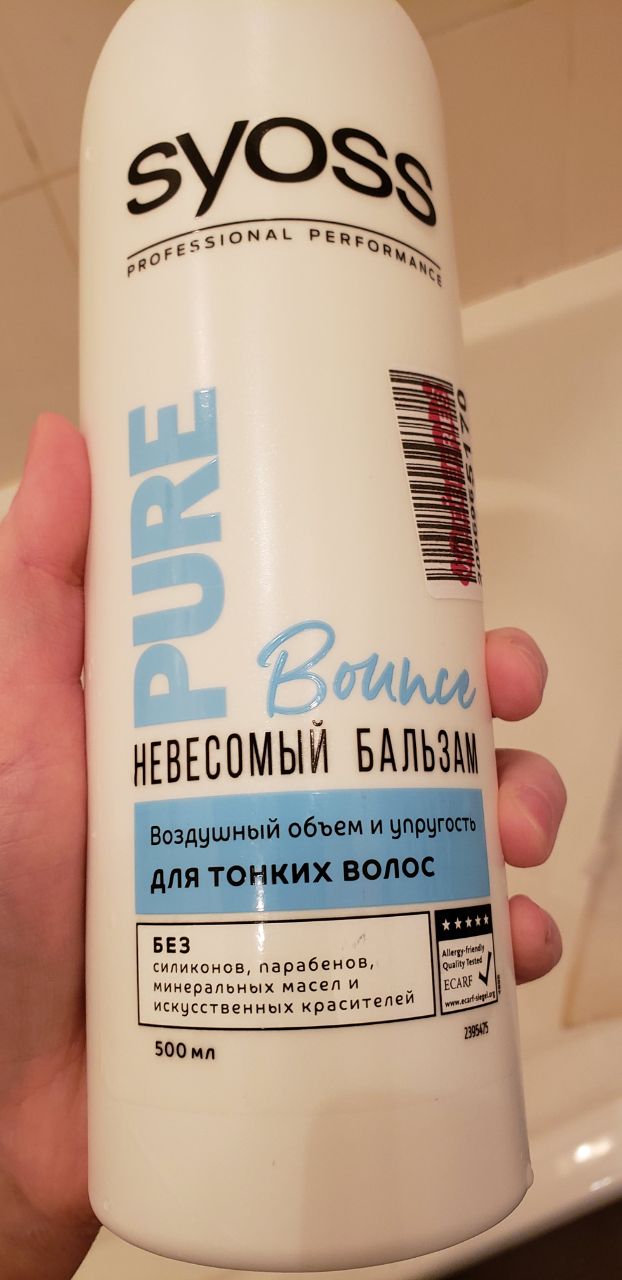 syoss
PROFESSIONAL PERFORMANCE
PURE
Bounce
НЕВЕСОМЫЙ БАЛЬЗАМ
Воздушный объем и упругость
для тонких волос
БЕЗ
силиконов, парабенов,
минеральных масел и
искусственных красителей
★★★★★
Allergy-friendly
Quality Tested
ECARF
www.ecarf-siegel.org
500 мл
2395475